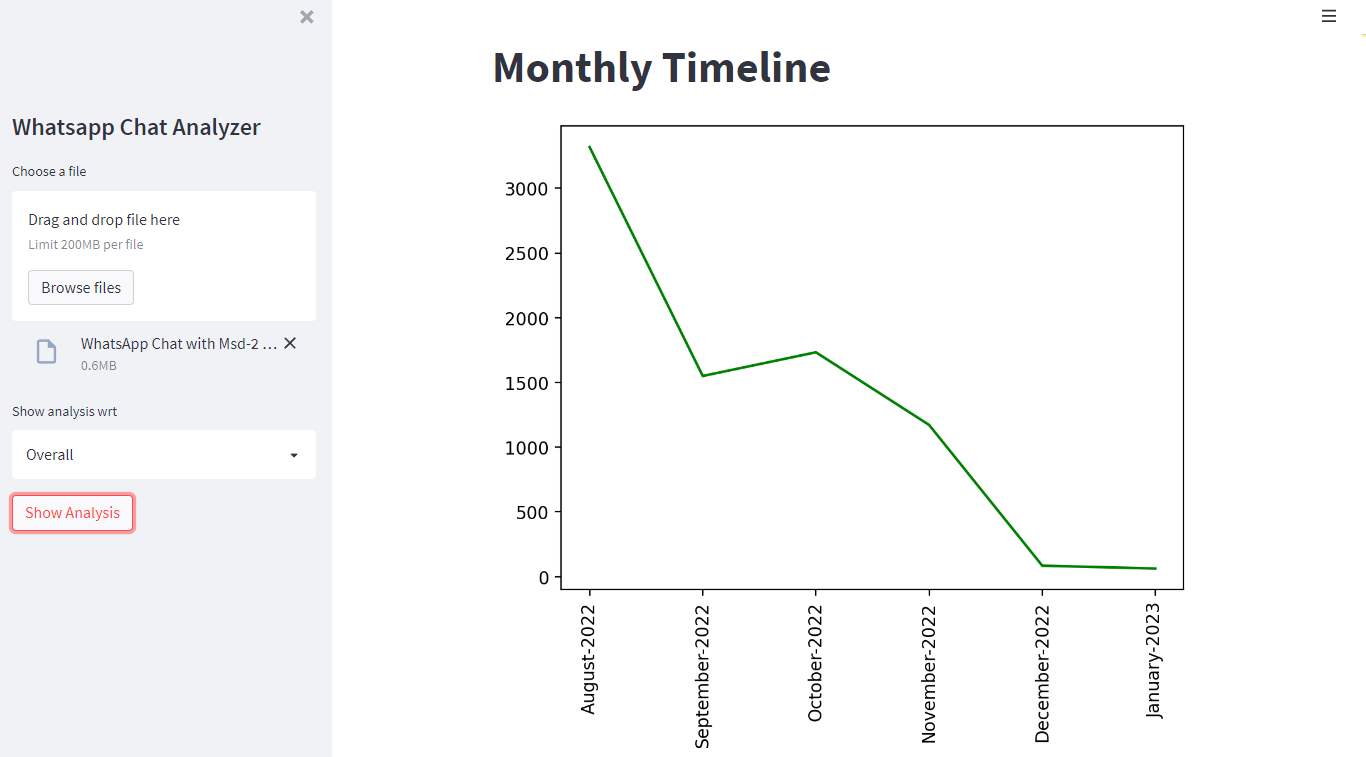 Whatsapp Chat Analyzer
Choose a file
Drag and drop file here
Limit 200MB per file
Browse files
WhatsApp Chat with Msd-2 ...
0.6MB
Show analysis wrt
Overall
Show Analysis
Monthly Timeline
3000
2500
2000
1500
1000
500
0
August-2022
September-2022
October-2022
November-2022
December-2022
January-2023